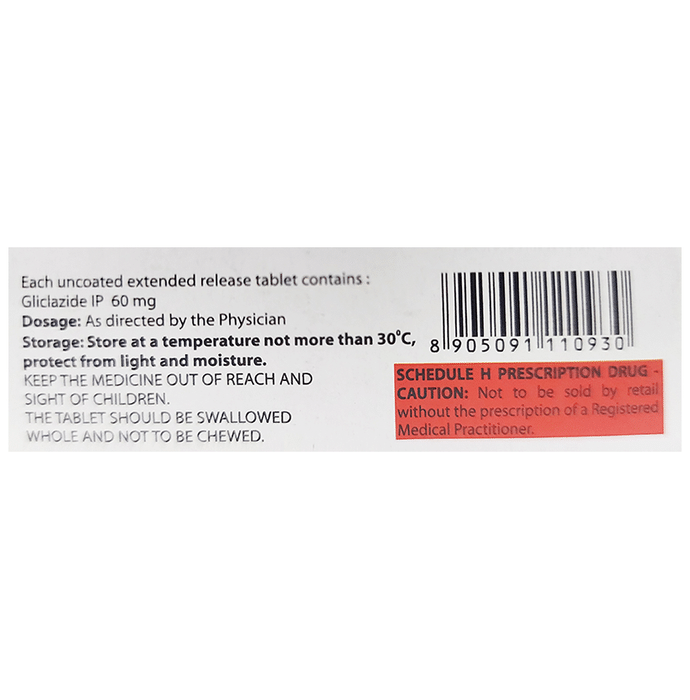 Each uncoated extended release tablet contains :
Gliclazide IP 60 mg
Dosage: As directed by the Physician
Storage: Store at a temperature not more than 30°C,
protect from light and moisture.
KEEP THE MEDICINE OUT OF REACH AND
SIGHT OF CHILDREN.
THE TABLET SHOULD BE SWALLOWED
WHOLE AND NOT TO BE CHEWED.
8 905091 110930
SCHEDULE H PRESCRIPTION DRUG -
CAUTION: Not to be sold by retail
without the prescription of a Registered
Medical Practitioner.